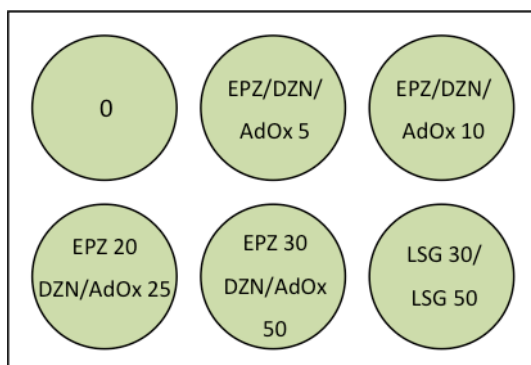 0
EPZ/DZN/
AdOx 5
EPZ/DZN/
AdOx 10
EPZ 20
DZN/AdOx 25
EPZ 30
DZN/AdOx
50
LSG 30/
LSG 50